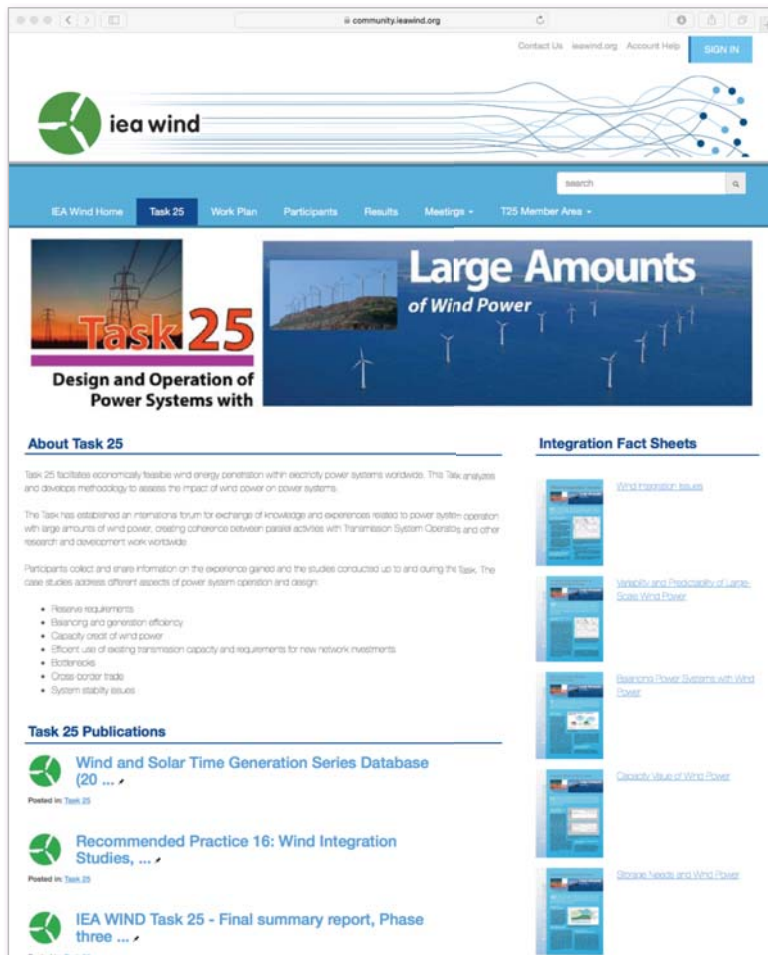 community.ieawind.org
Contact Us ieawind.org Account Help SIGN IN
iea wind
search
IEA Wind Home Task 25 Work Plan Participants Results Meetings T25 Member Area
Task 25
Design and Operation of
Power Systems with
Large Amounts
of Wind Power
About Task 25
Task 25 facilitates economically feasible wind energy penetration within electricity power systems worldwide. This Task analyzes
and develops methodology to assess the impact of wind power on power systems.
The Task has established an international forum for exchange of knowledge and experiences related to power system operation
with large amounts of wind power, creating coherence between parallel activities with Transmission System Operators and other
research and development work worldwide.
Participants collect and share information on the experience gained and the studies conducted up to and during the Task. The
case studies address different aspects of power system operation and design:
• Reserve requirements
• Balancing and generation efficiency
• Capacity credit of wind power
• Efficient use of existing transmission capacity and requirements for new network investments
• Bottlenecks
• Cross-border trade
• System stability issues
Task 25 Publications
Wind and Solar Time Generation Series Database
(20 ...
Posted in: Task 25
Recommended Practice 16: Wind Integration
Studies, ...
Posted in: Task 25
IEA WIND Task 25 - Final summary report, Phase
three ...
Integration Fact Sheets
Wind Integration Issues
Variability and Predictability of Large-
Scale Wind Power
Balancing Power Systems with Wind
Power
Capacity Value of Wind Power
Storage Needs and Wind Power